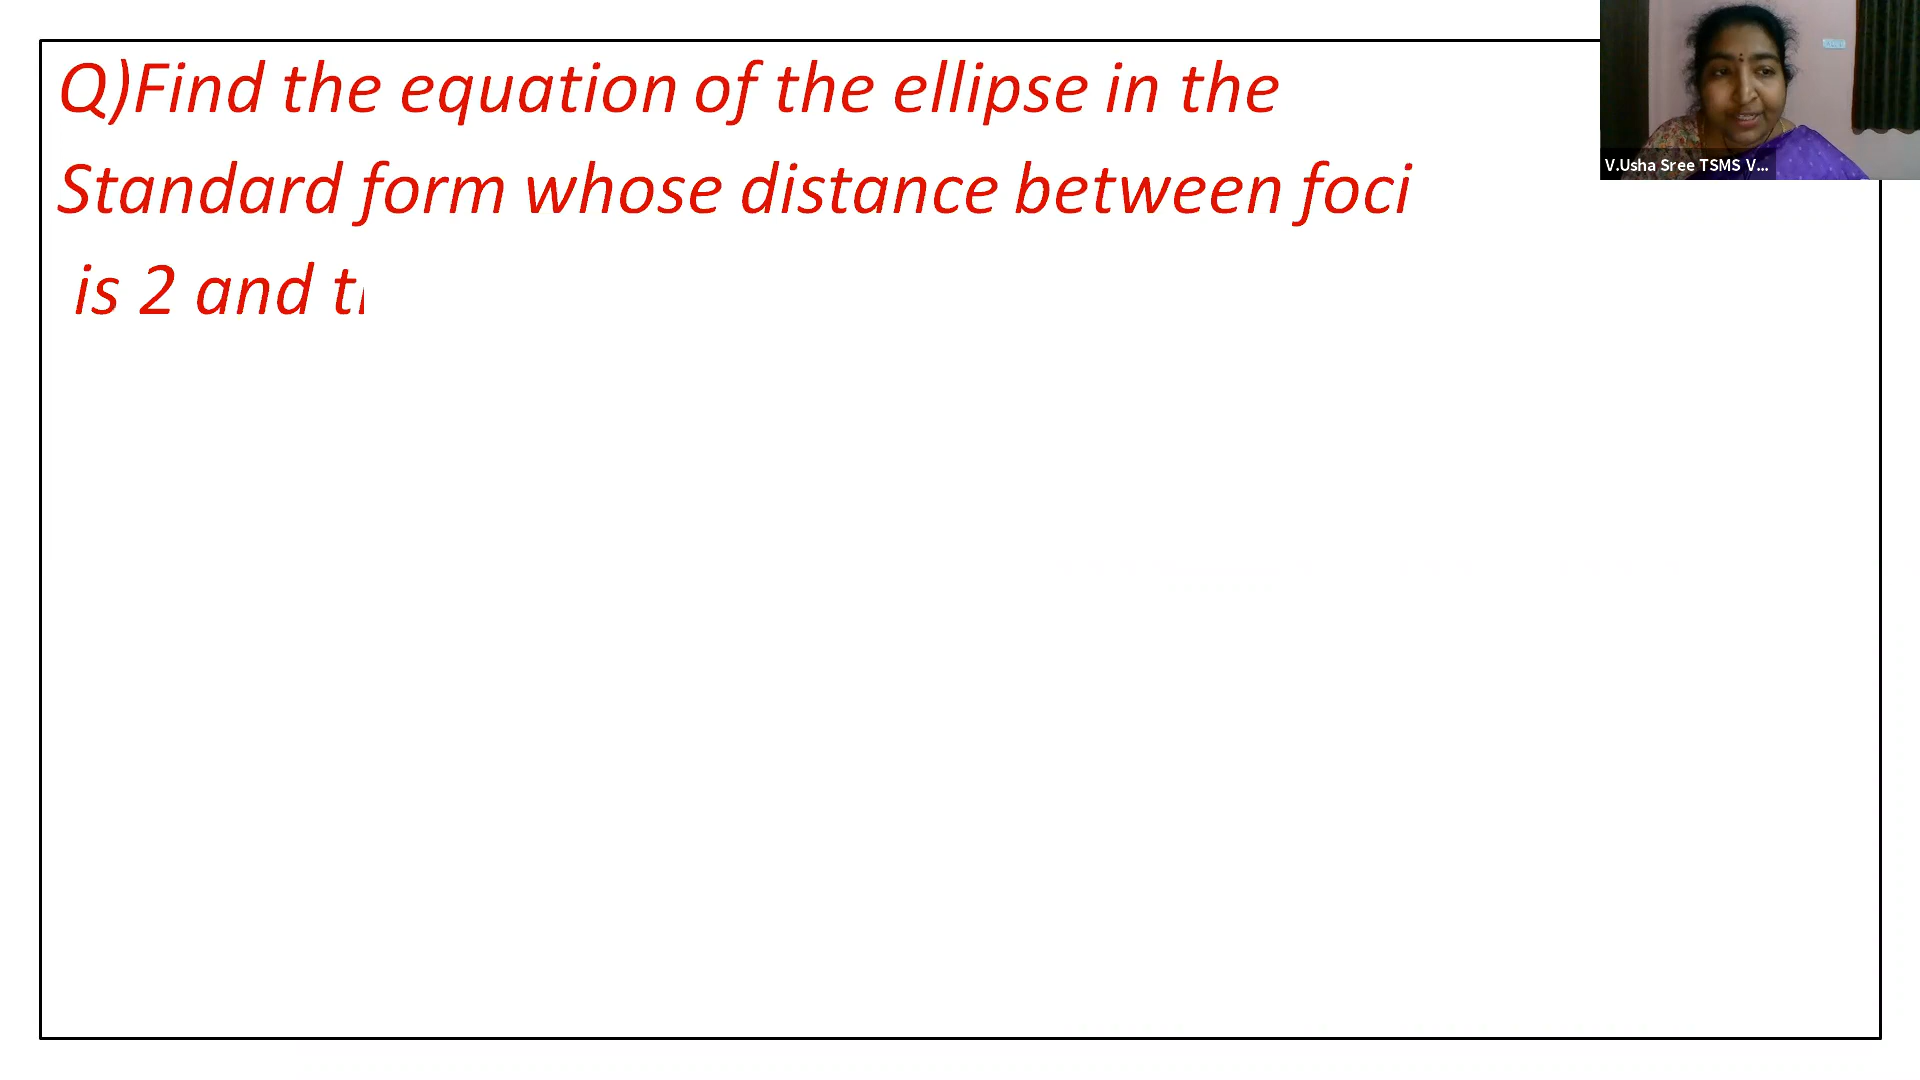 Q)Find the equation of the ellipse in the
Standard form whose distance between foci
is 2 and
V.Usha Sree TSMS V...